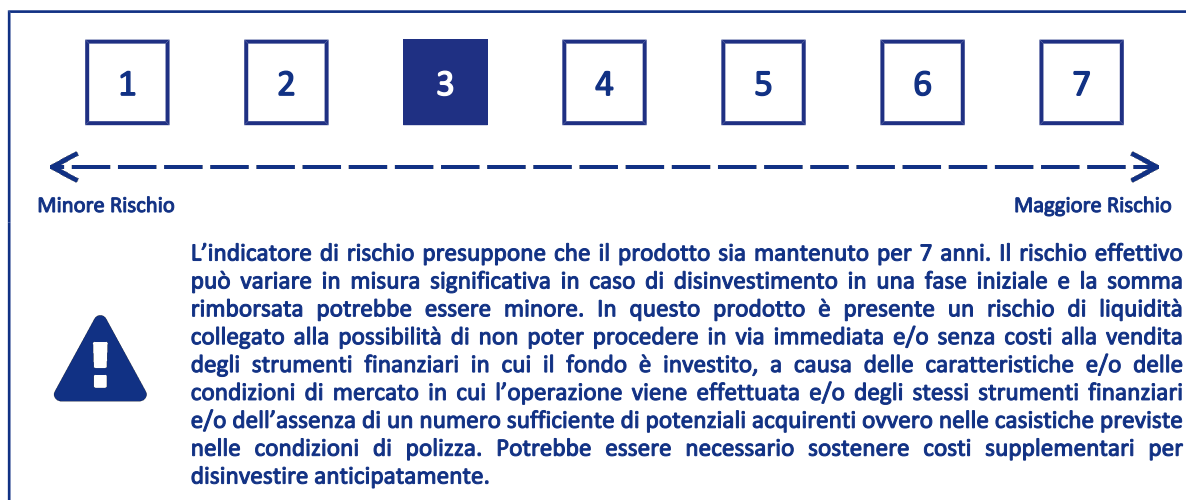 1 2 3 4 5 6 7
Minore Rischio Maggiore Rischio
L'indicatore di rischio presuppone che il prodotto sia mantenuto per 7 anni. Il rischio effettivo
può variare in misura significativa in caso di disinvestimento in una fase iniziale e la somma
rimborsata potrebbe essere minore. In questo prodotto è presente un rischio di liquidità
collegato alla possibilità di non poter procedere in via immediata e/o senza costi alla vendita
degli strumenti finanziari in cui il fondo è investito, a causa delle caratteristiche e/o delle
condizioni di mercato in cui l'operazione viene effettuata e/o degli stessi strumenti finanziari
e/o dell'assenza di un numero sufficiente di potenziali acquirenti ovvero nelle casistiche previste
nelle condizioni di polizza. Potrebbe essere necessario sostenere costi supplementari per
disinvestire anticipatamente.